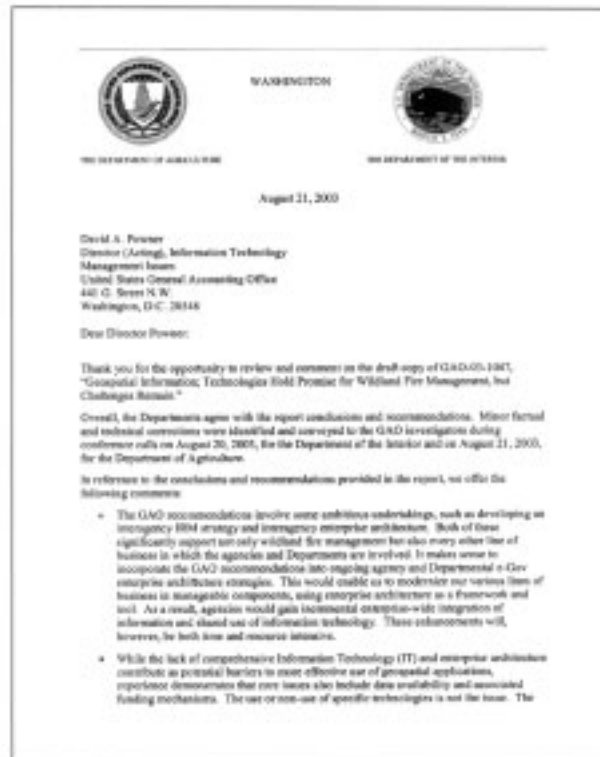 WASHINGTON
THE DEPARTMENT OF AGRICULTURE
THE DEPARTMENT OF THE INTERIOR
August 21, 2003
David A. Powner
Director (Acting), Information Technology
Management Issues
United States General Accounting Office
441 G. Street N.W.
Washington, D.C. 20548
Dear Director Powner:
Thank you for the opportunity to review and comment on the draft copy of GAO-03-1047,
"Geospatial Information; Technologies Hold Promise for Wildland Fire Management, but
Challenges Remain."
Overall, the Departments agree with the report conclusions and recommendations. Minor factual
and technical corrections were identified and conveyed to the GAO investigators during
conference calls on August 20, 2003, for the Department of the Interior and on August 21, 2003,
for the Department of Agriculture.
In reference to the conclusions and recommendations provided in the report, we offer the
following comments:
• The GAO recommendations involve some ambitious undertakings, such as developing an
interagency IRM strategy and interagency enterprise architecture. Both of these
significantly support not only wildland fire management but also every other line of
business in which the agencies and Departments are involved. It makes sense to
incorporate the GAO recommendations into ongoing agency and Departmental e-Gov
enterprise architecture strategies. This would enable us to modernize our various lines of
business in manageable components, using enterprise architecture as a framework and
tool. As a result, agencies would gain incremental enterprise-wide integration of
information and shared use of information technology. These enhancements will,
however, be both time and resource intensive.
• While the lack of comprehensive Information Technology (IT) and enterprise architecture
contribute as potential barriers to more effective use of geospatial applications,
experience demonstrates that core issues also include data availability and associated
funding mechanisms. The use or non-use of specific technologies is not the issue. The